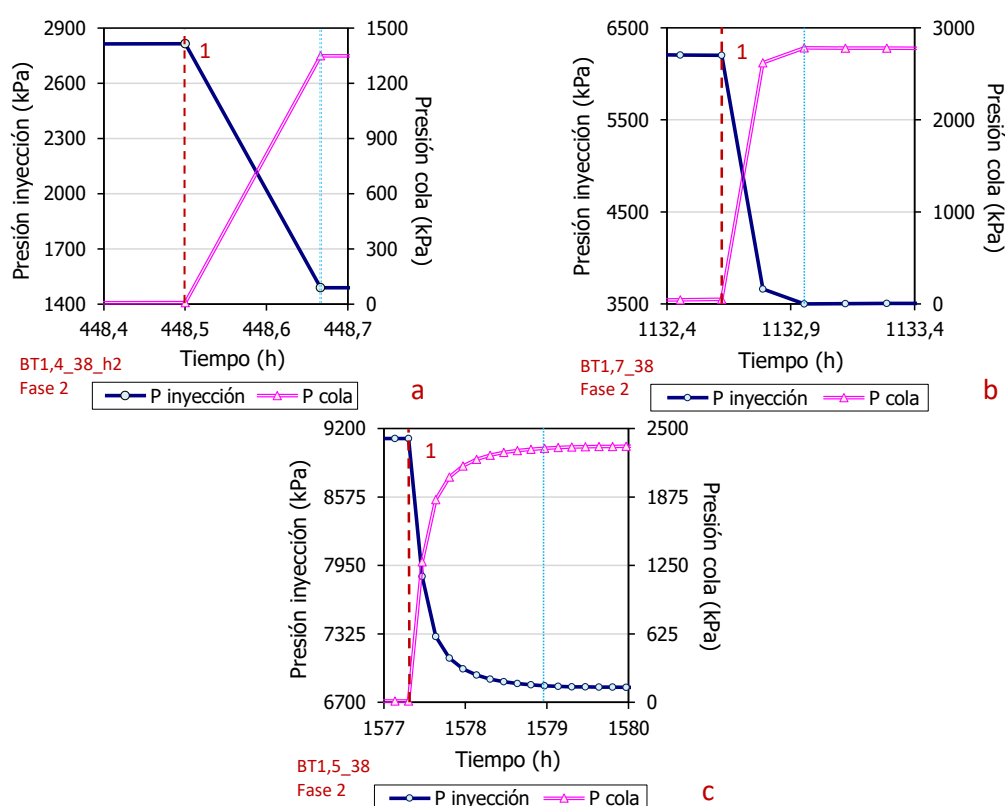 Presión inyección (kPa)
2900
2600
2300
2000
1700
1400
1500
1200
900
600
300
0
Presión cola (kPa)
1
448,4
448,5
448,6
448,7
Tiempo (h)
BT1,4_38_h2
Fase 2
P inyección
P cola
a
Presión inyección (kPa)
6500
5500
4500
3500
3000
2000
1000
0
Presión cola (kPa)
1
1132,4
1132,9
1133,4
Tiempo (h)
BT1,7_38
Fase 2
P inyección
P cola
b
Presión inyección (kPa)
9200
8575
7950
7325
6700
2500
1875
1250
625
0
Presión cola (kPa)
1
1577
1578
1579
1580
Tiempo (h)
BT1,5_38
Fase 2
P inyección
P cola
c